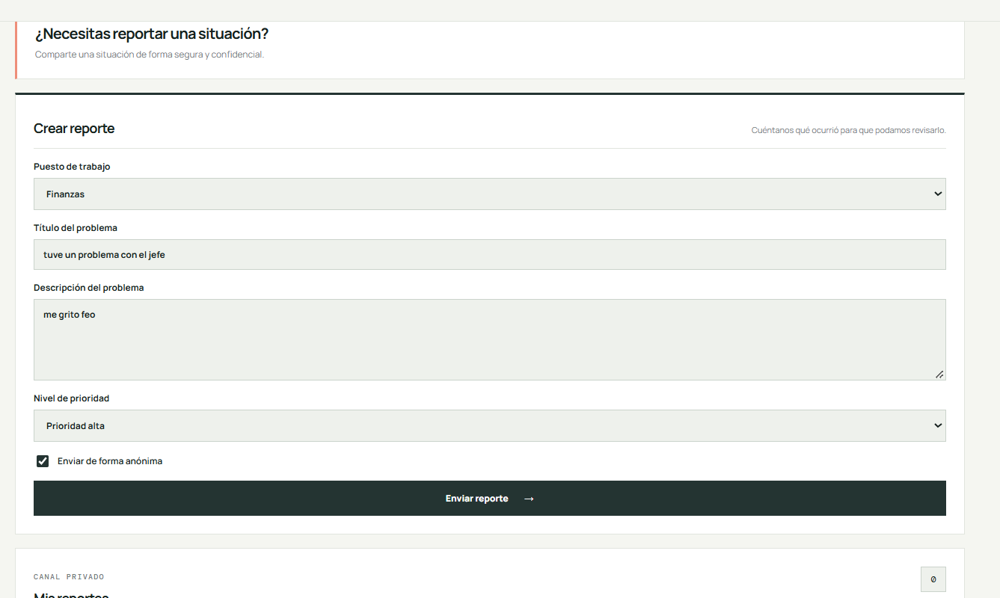 ¿Necesitas reportar una situación?
Comparte una situación de forma segura y confidencial.
Crear reporte
Cuéntanos qué ocurrió para que podamos revisarlo.
Puesto de trabajo
Finanzas
Título del problema
tuve un problema con el jefe
Descripción del problema
me grito feo
Nivel de prioridad
Prioridad alta
Enviar de forma anónima
Enviar reporte →
CANAL PRIVADO
0
Mis reportes